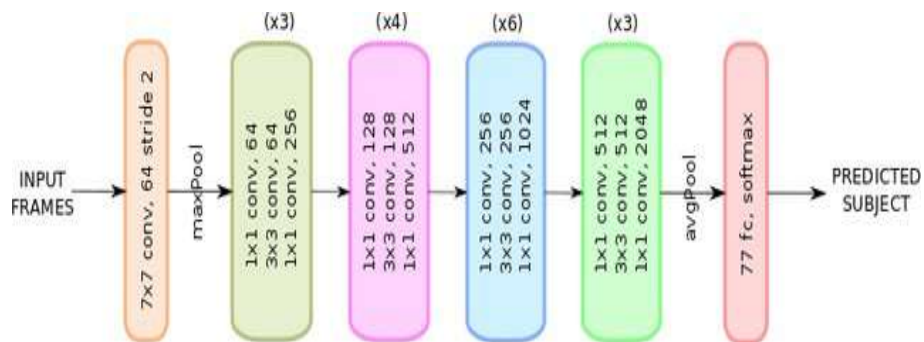 (x3)
(x4)
(x6)
(x3)
INPUT
FRAMES
7x7 conv, 64 stride 2
maxPool
1x1 conv, 64
3x3 conv, 64
1x1 conv, 256
1x1 conv, 128
3x3 conv, 128
1x1 conv, 512
1x1 conv, 256
3x3 conv, 256
1x1 conv, 1024
1x1 conv, 512
3x3 conv, 512
1x1 conv, 2048
avgPool
77 fc, softmax
PREDICTED
SUBJECT